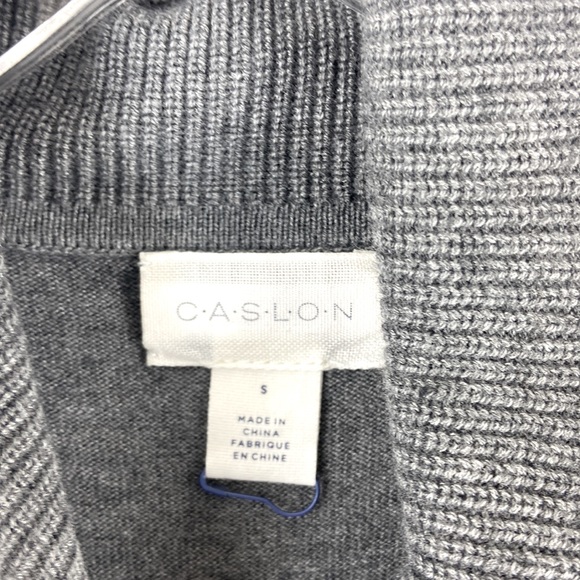 C·A·S·L·O·N
S
MADE IN
CHINA
FABRIQUE
EN CHINE